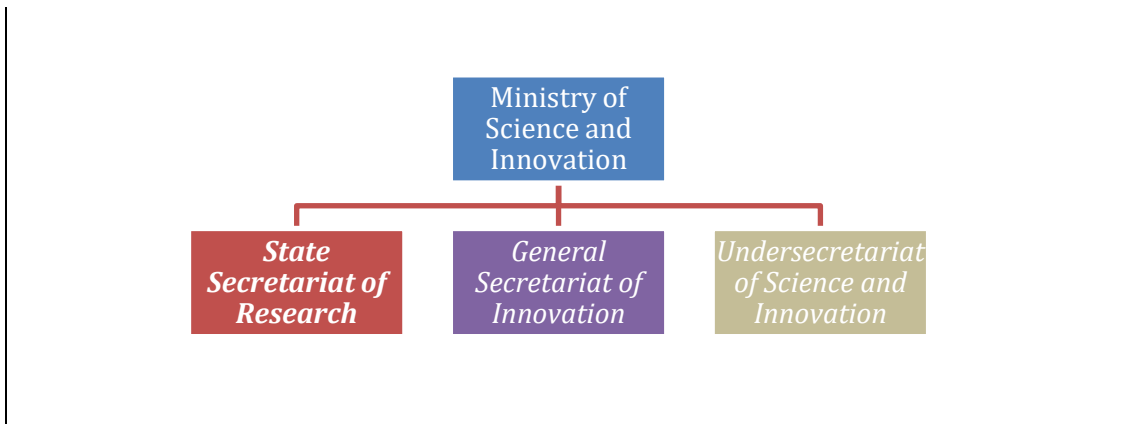 Ministry of
Science and
Innovation
State
Secretariat of
Research
General
Secretariat of
Innovation
Undersecretariat
of Science and
Innovation